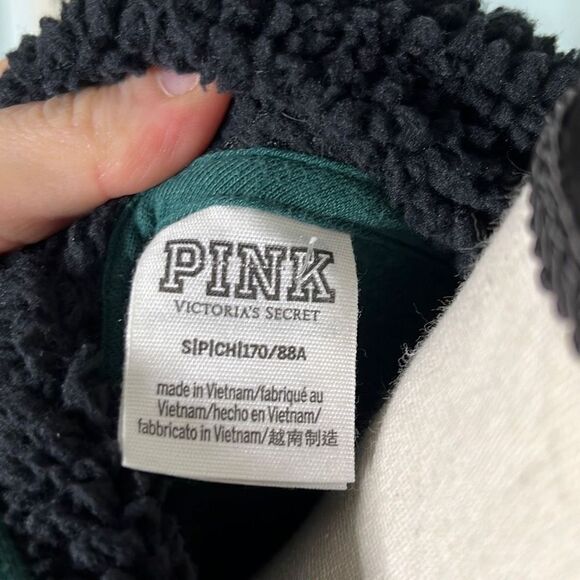 PINK
VICTORIA'S SECRET
S|P|CH|170/88A
made in Vietnam/fabriqué au
Vietnam/hecho en Vietnam/
fabbricato in Vietnam/越南制造